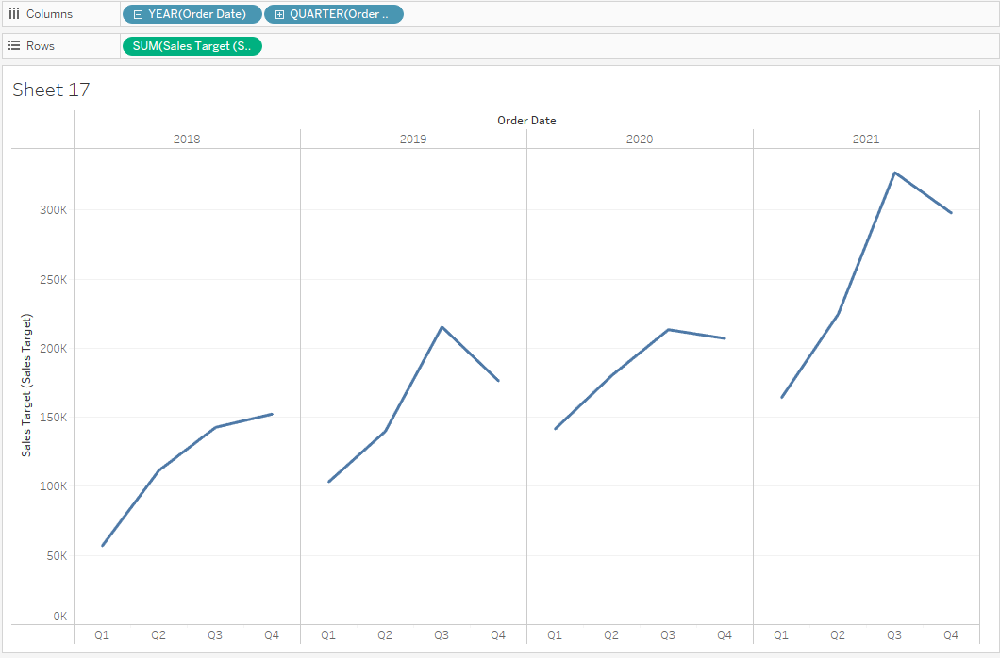 Columns YEAR(Order Date) QUARTER(Order ..
Rows SUM(Sales Target (S..
Sheet 17
Order Date
2018 2019 2020 2021
300K
250K
200K
150K
100K
50K
0K
Sales Target (Sales Target)
Q1 Q2 Q3 Q4 Q1 Q2 Q3 Q4 Q1 Q2 Q3 Q4 Q1 Q2 Q3 Q4